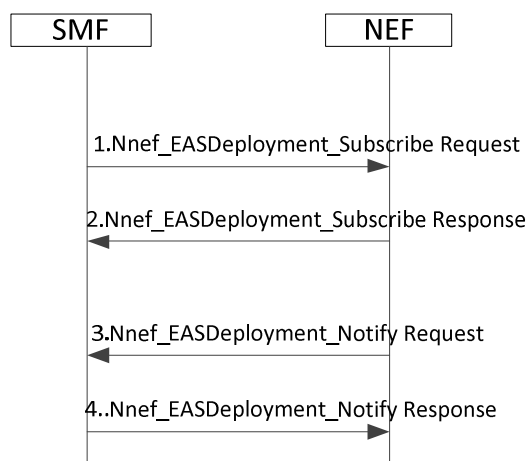 SMF
NEF
1.Nnef_EASDeployment_Subscribe Request
2.Nnef_EASDeployment_Subscribe Response
3.Nnef_EASDeployment_Notify Request
4..Nnef_EASDeployment_Notify Response